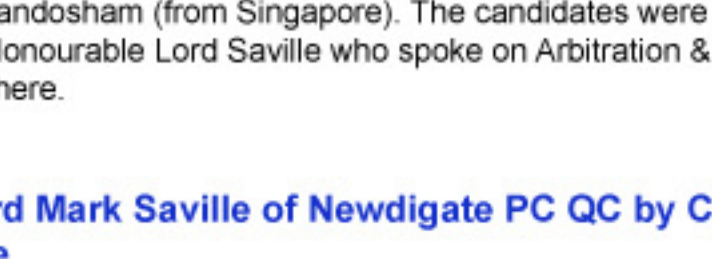 andosham (from Singapore). The candidates were
Honourable Lord Saville who spoke on Arbitration &
here.
rd Mark Saville of Newdigate PC QC by C
e